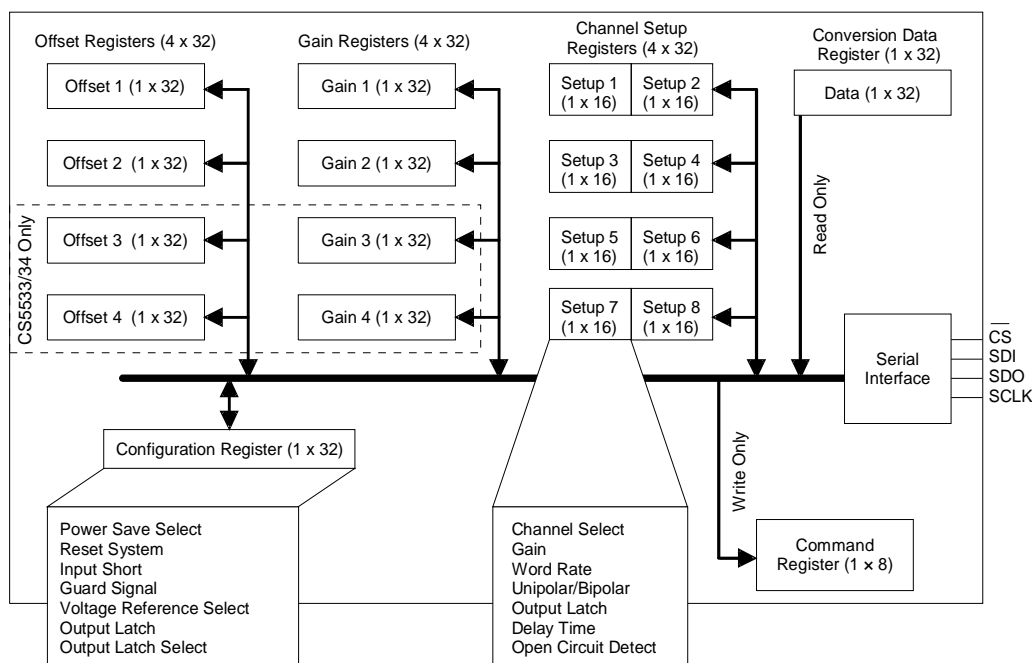 Offset Registers (4 x 32)
Offset 1 (1 x 32)
Offset 2 (1 x 32)
Offset 3 (1 x 32)
Offset 4 (1 x 32)
CS5533/34 Only
Gain Registers (4 x 32)
Gain 1 (1 x 32)
Gain 2 (1 x 32)
Gain 3 (1 x 32)
Gain 4 (1 x 32)
Channel Setup
Registers (4 x 32)
Setup 1
(1 x 16)
Setup 2
(1 x 16)
Setup 3
(1 x 16)
Setup 4
(1 x 16)
Setup 5
(1 x 16)
Setup 6
(1 x 16)
Setup 7
(1 x 16)
Setup 8
(1 x 16)
Conversion Data
Register (1 x 32)
Data (1 x 32)
Read Only
Serial
Interface
CS
SDI
SDO
SCLK
Configuration Register (1 x 32)
Power Save Select
Reset System
Input Short
Guard Signal
Voltage Reference Select
Output Latch
Output Latch Select
Channel Select
Gain
Word Rate
Unipolar/Bipolar
Output Latch
Delay Time
Open Circuit Detect
Write Only
Command
Register (1 × 8)